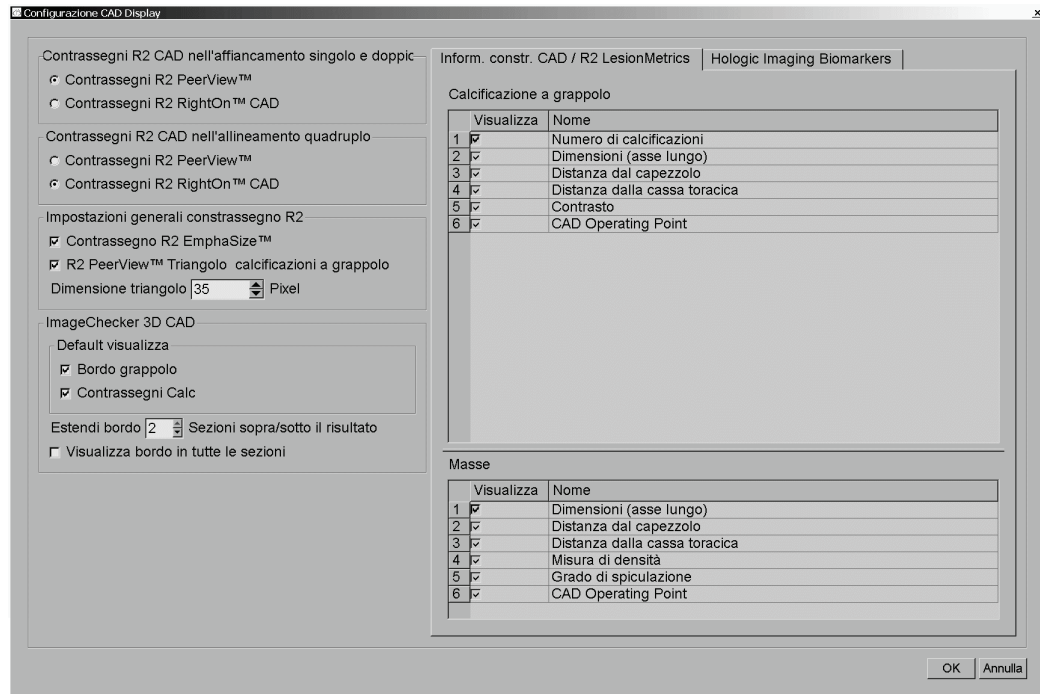 Configurazione CAD Display
Contrassegni R2 CAD nell'affiancamento singolo e doppio
Contrassegni R2 PeerView™
Contrassegni R2 RightOn™ CAD
Contrassegni R2 CAD nell'allineamento quadruplo
Contrassegni R2 PeerView™
Contrassegni R2 RightOn™ CAD
Impostazioni generali constrassegno R2
Contrassegno R2 EmphaSize™
R2 PeerView™ Triangolo calcificazioni a grappolo
Dimensione triangolo 35 Pixel
ImageChecker 3D CAD
Default visualizza
Bordo grappolo
Contrassegni Calc
Estendi bordo 2 Sezioni sopra/sotto il risultato
Visualizza bordo in tutte le sezioni
Inform. constr. CAD / R2 LesionMetrics Hologic Imaging Biomarkers
Calcificazione a grappolo
Visualizza Nome
1 Numero di calcificazioni
2 Dimensioni (asse lungo)
3 Distanza dal capezzolo
4 Distanza dalla cassa toracica
5 Contrasto
6 CAD Operating Point
Masse
Visualizza Nome
1 Dimensioni (asse lungo)
2 Distanza dal capezzolo
3 Distanza dalla cassa toracica
4 Misura di densità
5 Grado di spiculazione
6 CAD Operating Point
OK Annulla